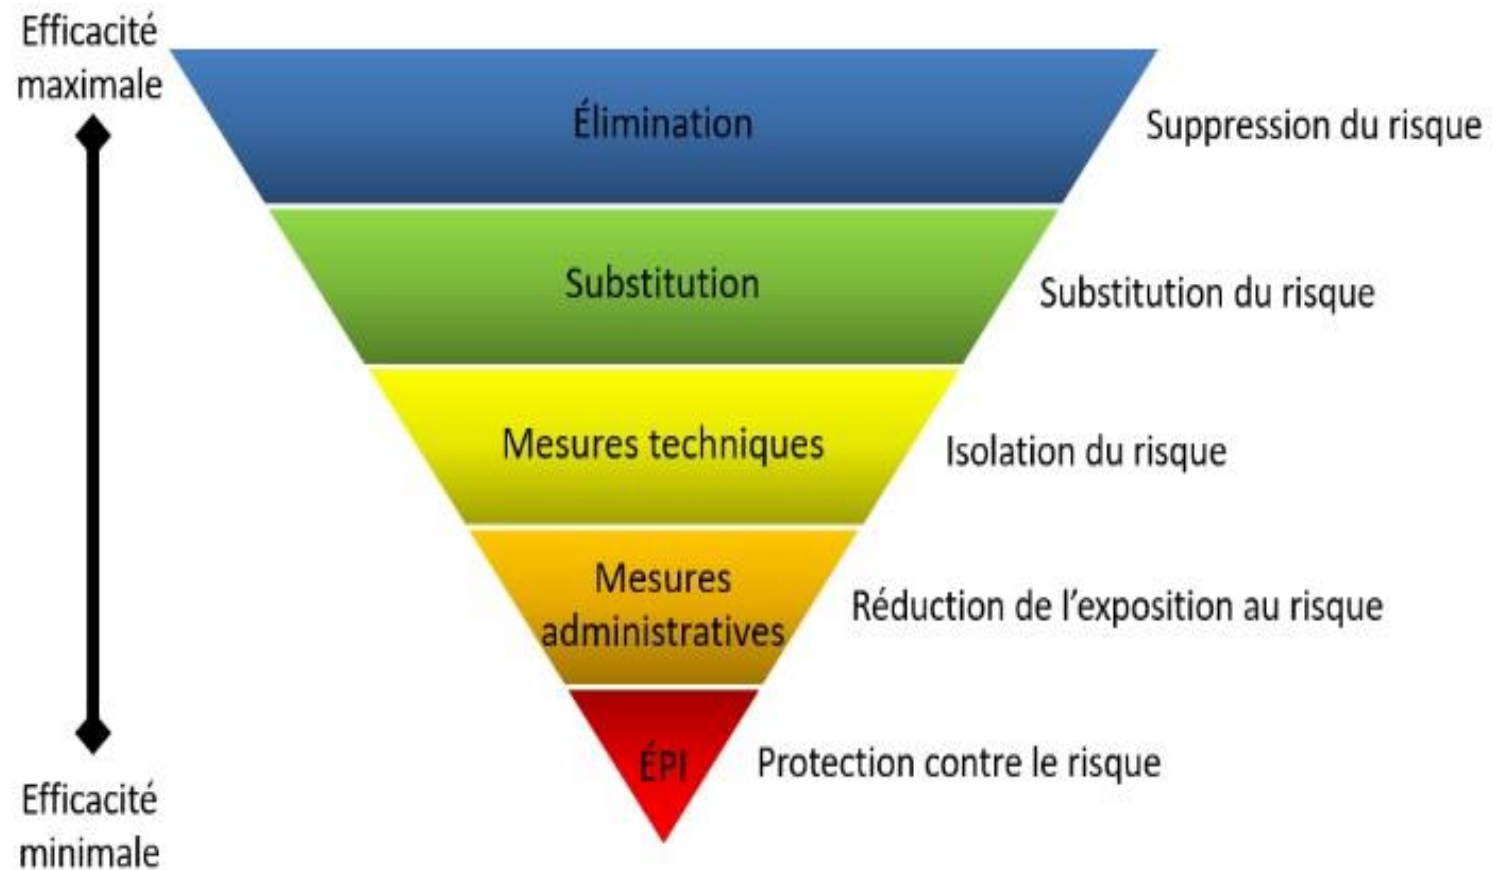 Efficacité
maximale
Élimination
Suppression du risque
Substitution
Substitution du risque
Mesures techniques
Isolation du risque
Mesures
administratives
Réduction de l’exposition au risque
ÉPI
Protection contre le risque
Efficacité
minimale